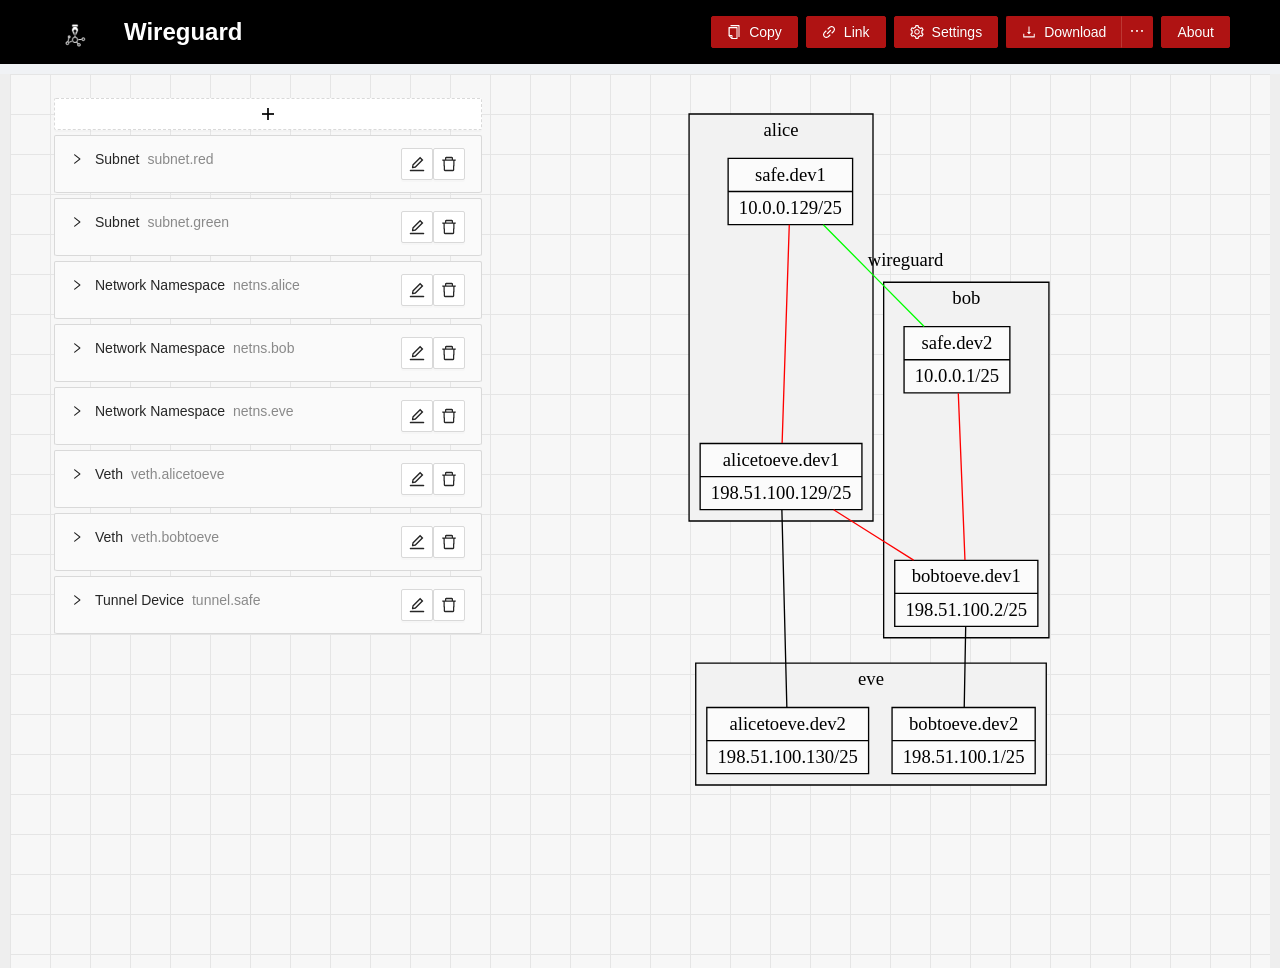 Wireguard
Copy
Link
Settings
Download
About
Subnet subnet.red
Subnet subnet.green
Network Namespace netns.alice
Network Namespace netns.bob
Network Namespace netns.eve
Veth veth.alicetoeve
Veth veth.bobtoeve
Tunnel Device tunnel.safe
alice
safe.dev1
10.0.0.129/25
wireguard
bob
safe.dev2
10.0.0.1/25
alicetoeve.dev1
198.51.100.129/25
bobtoeve.dev1
198.51.100.2/25
eve
alicetoeve.dev2
198.51.100.130/25
bobtoeve.dev2
198.51.100.1/25